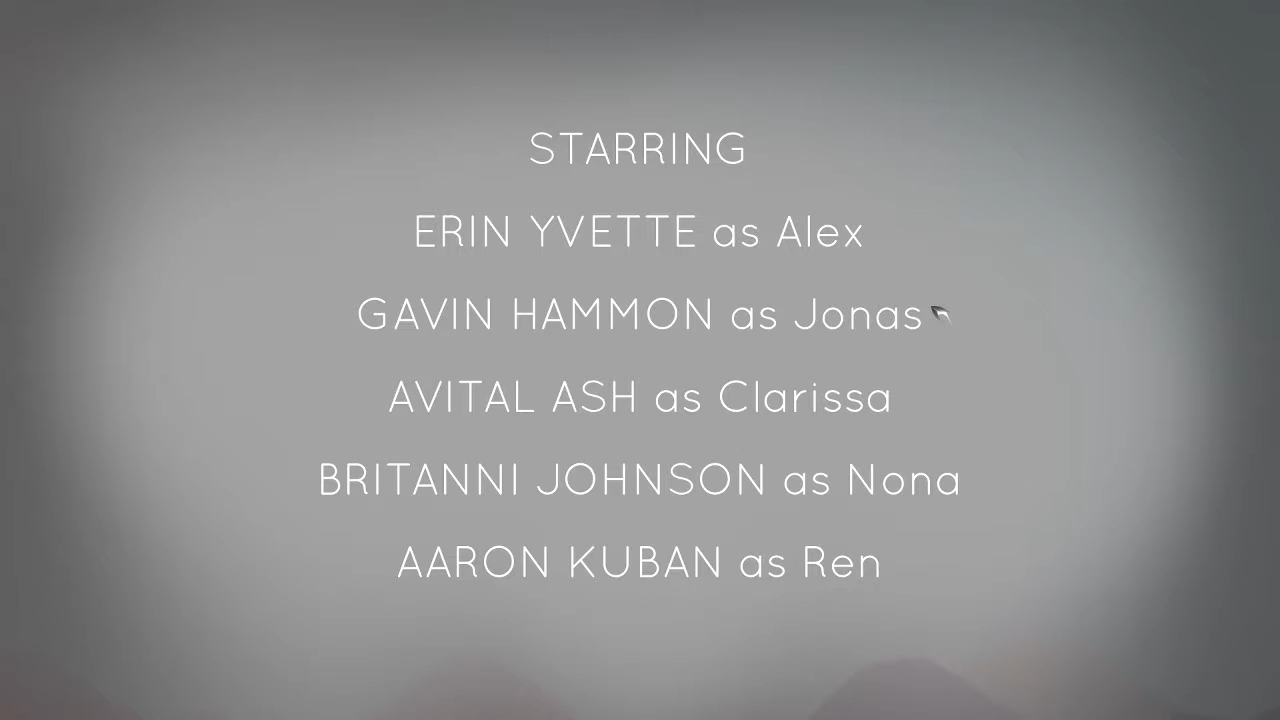 STARRING
ERIN YVETTE as Alex
GAVIN HAMMON as Jonas
AVITAL ASH as Clarissa
BRITANNI JOHNSON as Nona
AARON KUBAN as Ren